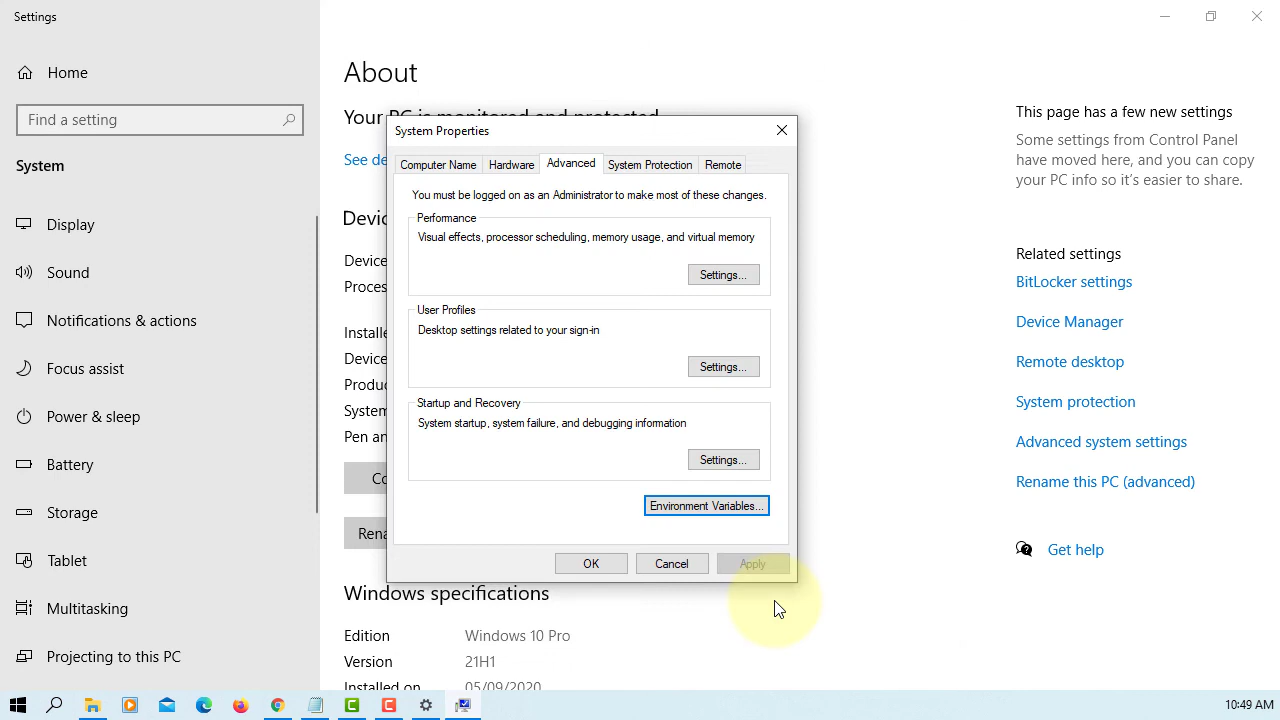 Settings
Home
Find a setting
System
Display
Sound
Notifications & actions
Focus assist
Power & sleep
Battery
Storage
Tablet
Multitasking
Projecting to this PC
About
Your PC is monitored and protected
See de
Devic
Device
Proces
Installe
Device
Produc
System
Pen an
Co
Rena
Windows specifications
Edition Windows 10 Pro
Version 21H1
Installed on 05/09/2020
System Properties
Computer Name Hardware Advanced System Protection Remote
You must be logged on as an Administrator to make most of these changes.
Performance
Visual effects, processor scheduling, memory usage, and virtual memory
Settings...
User Profiles
Desktop settings related to your sign-in
Settings...
Startup and Recovery
System startup, system failure, and debugging information
Settings...
Environment Variables...
OK Cancel Apply
This page has a few new settings
Some settings from Control Panel
have moved here, and you can copy
your PC info so it's easier to share.
Related settings
BitLocker settings
Device Manager
Remote desktop
System protection
Advanced system settings
Rename this PC (advanced)
Get help
10:49 AM